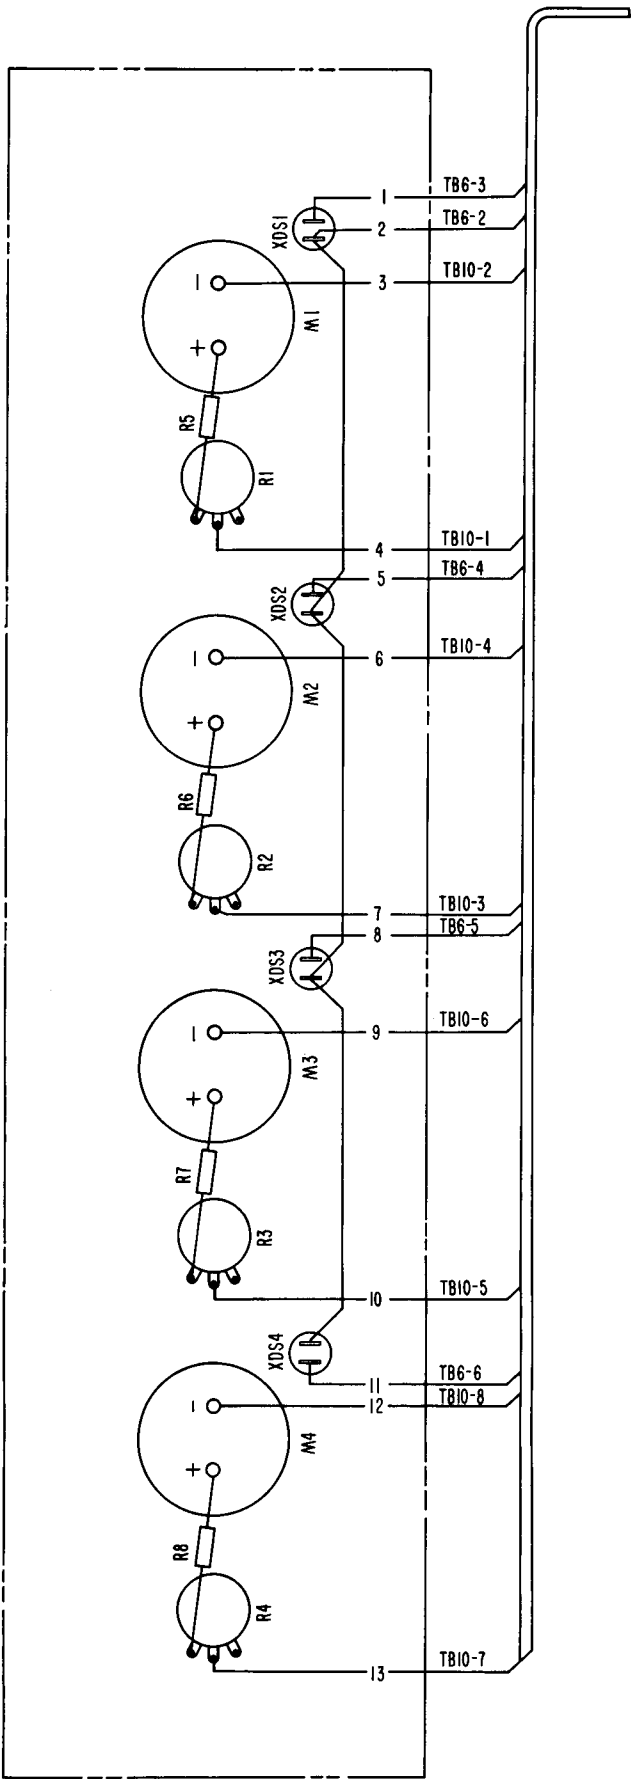 1 TB6-3
XDS1
2 TB6-2
3 TB10-2
−
M1
+
R5
R1
4 TB10-1
5 TB6-4
XDS2
− 6 TB10-4
M2
+
R6
R2
7 TB10-3
8 TB6-5
XDS3
− 9 TB10-6
M3
+
R7
R3
10 TB10-5
XDS4
11 TB6-6
− 12 TB10-8
M4
+
R8
R4
13 TB10-7